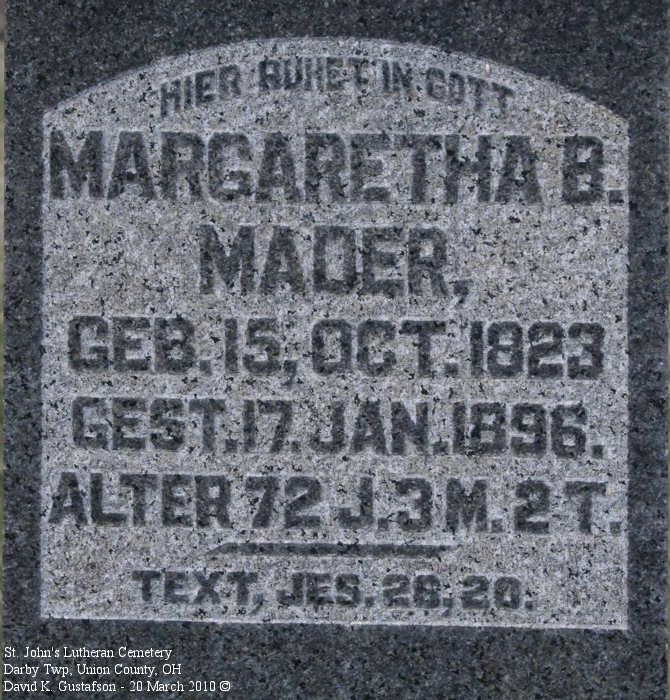 HIER RUHET IN GOTT
MARGARETHA B.
MADER,
GEB. 15, OCT. 1823
GEST. 17. JAN. 1896.
ALTER 72 J. 3 M. 2 T.
TEXT, JES. 26, 20.
St. John's Lutheran Cemetery
Darby Twp, Union County, OH
David K. Gustafson - 20 March 2010 ©